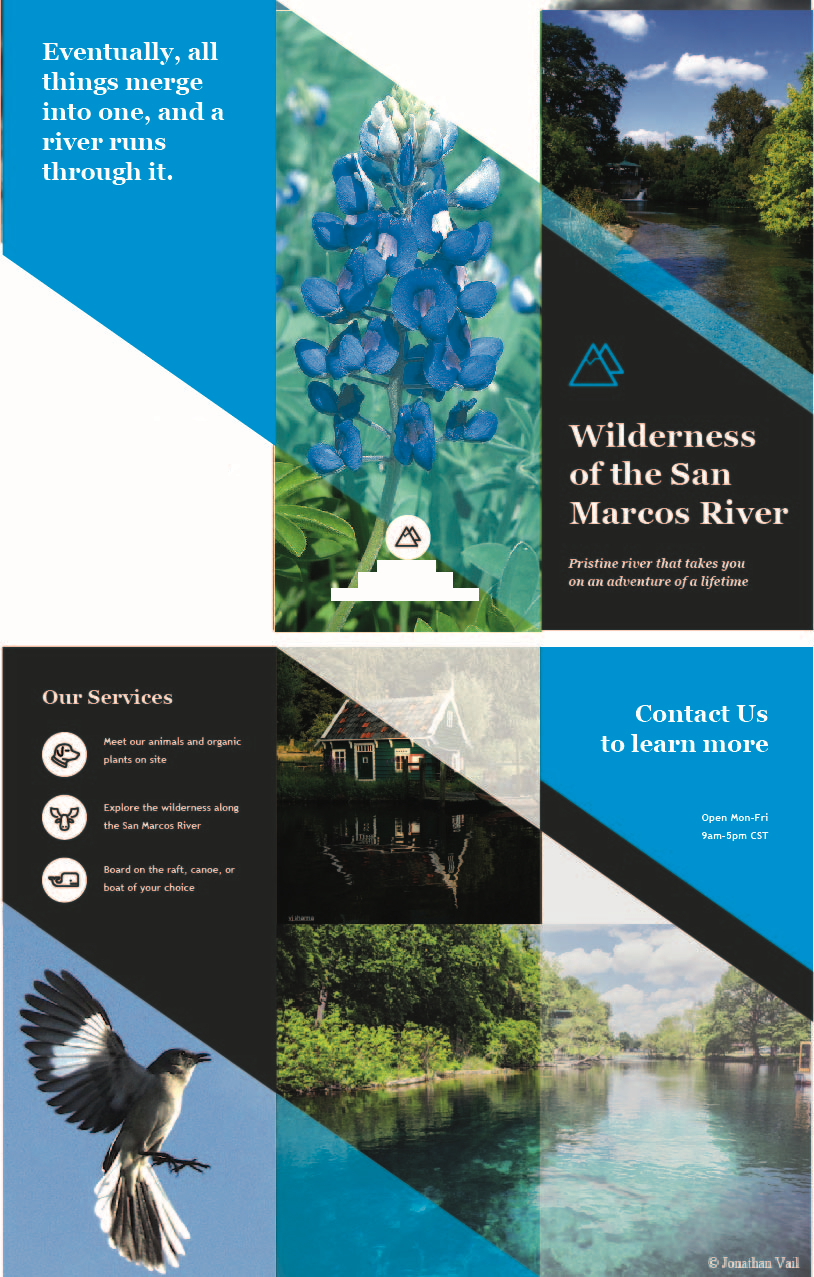 Eventually, all
things merge
into one, and a
river runs
through it.
Wilderness
of the San
Marcos River
Pristine river that takes you
on an adventure of a lifetime
Our Services
Meet our animals and organic
plants on site
Explore the wilderness along
the San Marcos River
Board on the raft, canoe, or
boat of your choice
Contact Us
to learn more
Open Mon-Fri
9am-5pm CST
© Jonathan Vail